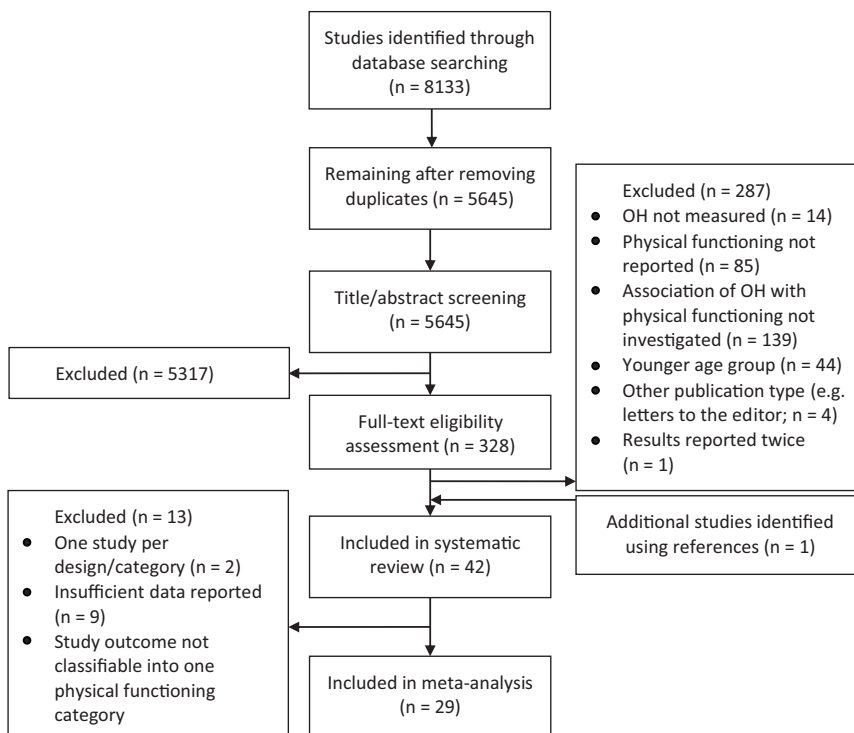 Studies identified through
database searching
(n = 8133)
Remaining after removing
duplicates (n = 5645)
Title/abstract screening
(n = 5645)
Excluded (n = 5317)
Full-text eligibility
assessment (n = 328)
Excluded (n = 287)
● OH not measured (n = 14)
● Physical functioning not
reported (n = 85)
● Association of OH with
physical functioning not
investigated (n = 139)
● Younger age group (n = 44)
● Other publication type (e.g.
letters to the editor; n = 4)
● Results reported twice
(n = 1)
Additional studies identified
using references (n = 1)
Included in systematic
review (n = 42)
Excluded (n = 13)
● One study per
design/category (n = 2)
● Insufficient data reported
(n = 9)
● Study outcome not
classifiable into one
physical functioning
category
Included in meta-analysis
(n = 29)